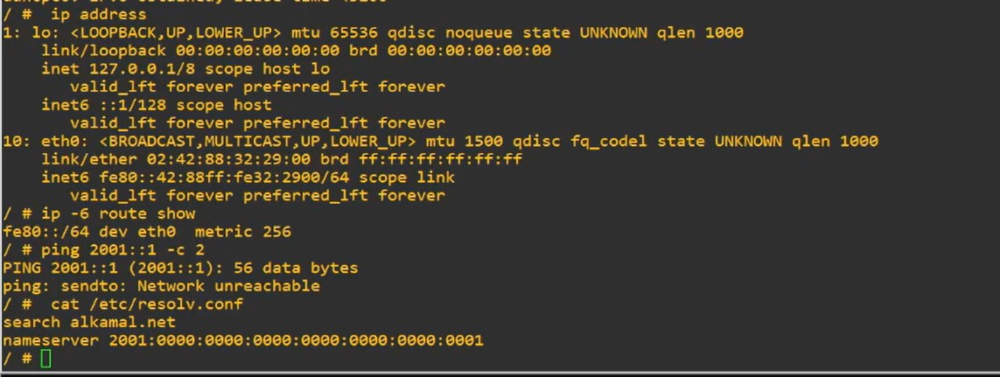 / #  ip address
1: lo: <LOOPBACK,UP,LOWER_UP> mtu 65536 qdisc noqueue state UNKNOWN qlen 1000
    link/loopback 00:00:00:00:00:00 brd 00:00:00:00:00:00
    inet 127.0.0.1/8 scope host lo
       valid_lft forever preferred_lft forever
    inet6 ::1/128 scope host
       valid_lft forever preferred_lft forever
10: eth0: <BROADCAST,MULTICAST,UP,LOWER_UP> mtu 1500 qdisc fq_codel state UNKNOWN qlen 1000
    link/ether 02:42:88:32:29:00 brd ff:ff:ff:ff:ff:ff
    inet6 fe80::42:88ff:fe32:2900/64 scope link
       valid_lft forever preferred_lft forever
/ # ip -6 route show
fe80::/64 dev eth0  metric 256
/ # ping 2001::1 -c 2
PING 2001::1 (2001::1): 56 data bytes
ping: sendto: Network unreachable
/ #  cat /etc/resolv.conf
search alkamal.net
nameserver 2001:0000:0000:0000:0000:0000:0000:0001
/ #